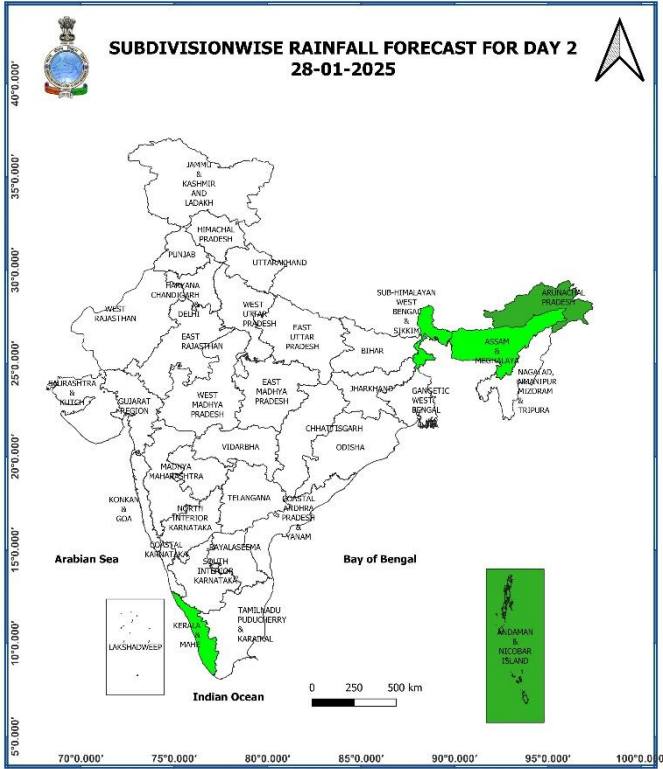 SUBDIVISIONWISE RAINFALL FORECAST FOR DAY 2
28-01-2025
40°0.000'
35°0.000'
30°0.000'
25°0.000'
20°0.000'
15°0.000'
10°0.000'
5°0.000'
JAMMU
&
KASHMIR
AND
LADAKH
HIMACHAL
PRADESH
PUNJAB
UTTARAKHAND
HARYANA
CHANDIGARH
DELHI
WEST
RAJASTHAN
WEST
UTTAR
PRADESH
EAST
RAJASTHAN
EAST
UTTAR
PRADESH
SUB-HIMALAYAN
WEST
BENGAL
&
SIKKIM
ARUNACHAL
PRADESH
ASSAM
&
MEGHALAYA
BIHAR
SAURASHTRA
&
KUTCH
GUJARAT
REGION
WEST
MADHYA
PRADESH
EAST
MADHYA
PRADESH
JHARKHAND
GANGETIC
WEST
BENGAL
MANIPUR
MIZORAM
&
TRIPURA
CHHATTISGARH
ODISHA
VIDARBHA
MADHYA
MAHARASHTRA
KONKAN
&
GOA
TELANGANA
NORTH
INTERIOR
KARNATAKA
COASTAL
ANDHRA
PRADESH
&
YANAM
COASTAL
KARNATAKA
RAYALASEEMA
SOUTH
INTERIOR
KARNATAKA
Arabian Sea
Bay of Bengal
LAKSHADWEEP
KERALA
&
MAHE
TAMILNADU
PUDUCHERRY
&
KARAIKAL
ANDAMAN
&
NICOBAR
ISLAND
Indian Ocean
0 250 500 km
70°0.000' 75°0.000' 80°0.000' 85°0.000' 90°0.000' 95°0.000' 100°0.00